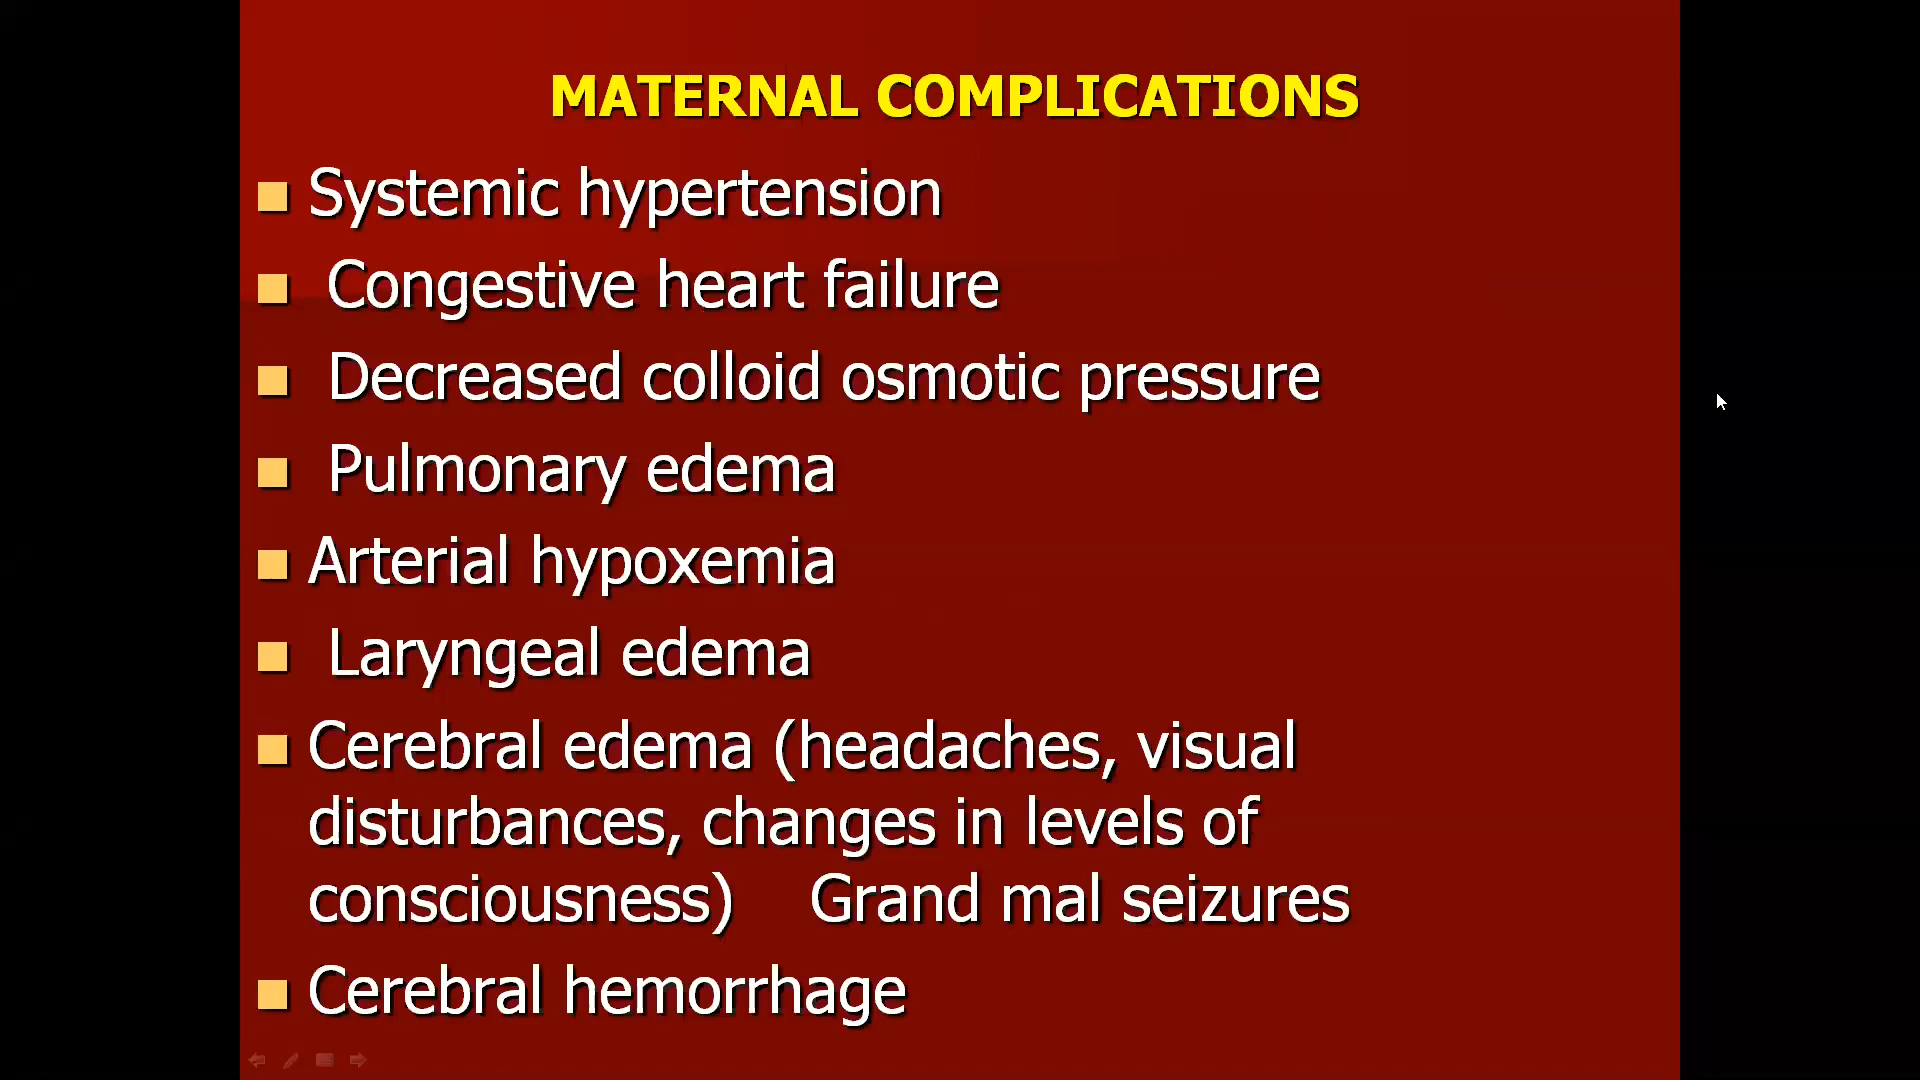 MATERNAL COMPLICATIONS
Systemic hypertension
Congestive heart failure
Decreased colloid osmotic pressure
Pulmonary edema
Arterial hypoxemia
Laryngeal edema
Cerebral edema (headaches, visual
disturbances, changes in levels of
consciousness) Grand mal seizures
Cerebral hemorrhage